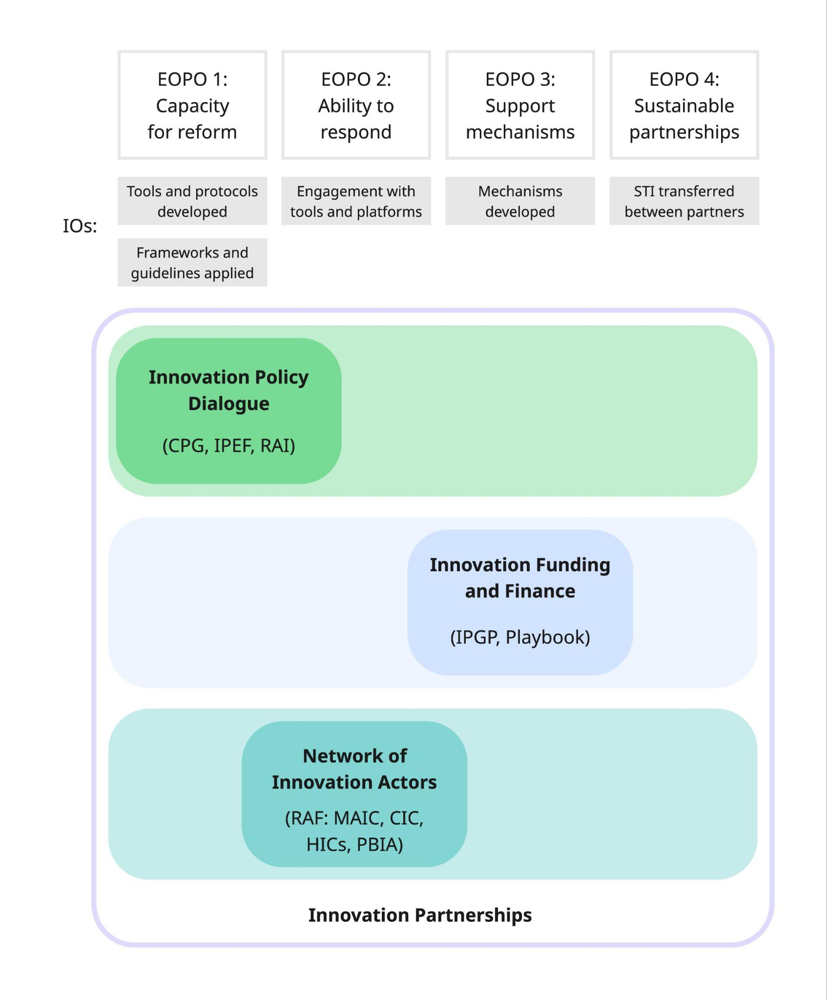 EOPO 1:
Capacity
for reform
EOPO 2:
Ability to
respond
EOPO 3:
Support
mechanisms
EOPO 4:
Sustainable
partnerships
IOs:
Tools and protocols
developed
Engagement with
tools and platforms
Mechanisms
developed
STI transferred
between partners
Frameworks and
guidelines applied
Innovation Policy
Dialogue
(CPG, IPEF, RAI)
Innovation Funding
and Finance
(IPGP, Playbook)
Network of
Innovation Actors
(RAF: MAIC, CIC,
HICs, PBIA)
Innovation Partnerships